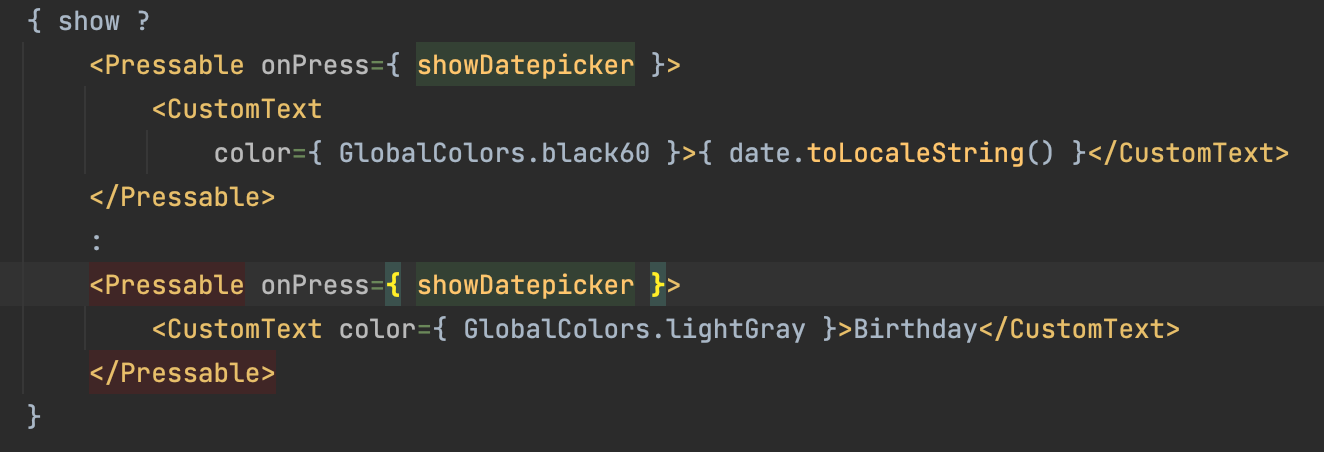 { show ?
<Pressable onPress={ showDatepicker }>
<CustomText
color={ GlobalColors.black60 }>{ date.toLocaleString() }</CustomText>
</Pressable>
:
<Pressable onPress={ showDatepicker }>
<CustomText color={ GlobalColors.lightGray }>Birthday</CustomText>
</Pressable>
}